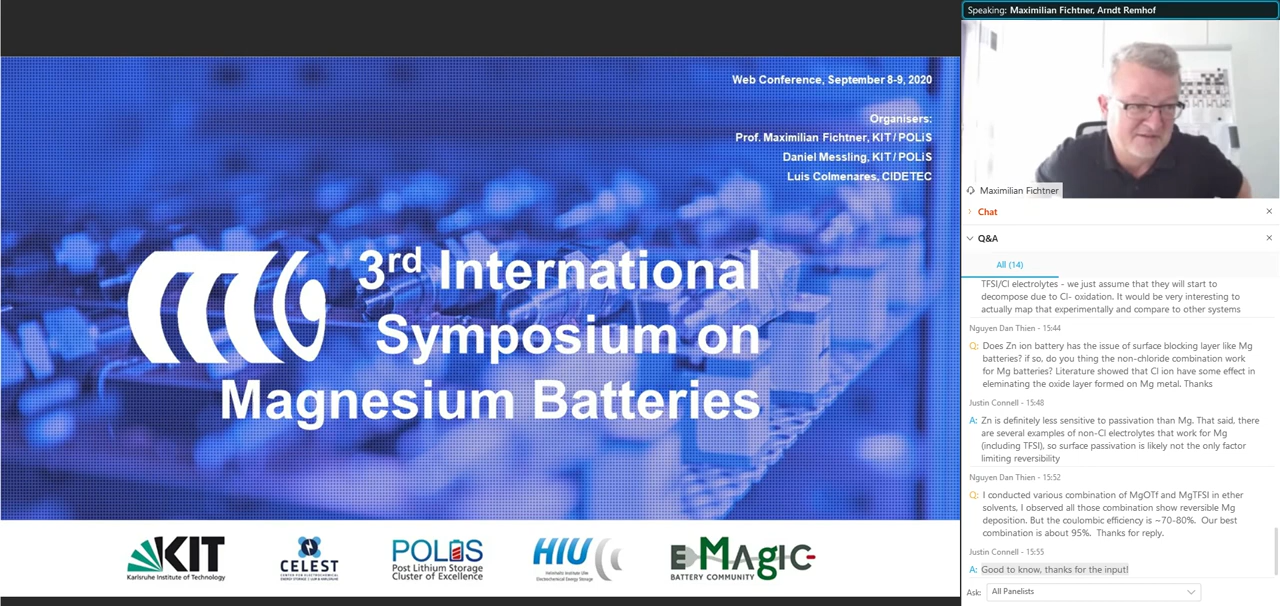 Speaking: Maximilian Fichtner, Arndt Remhof
Web Conference, September 8-9, 2020
Organisers:
Prof. Maximilian Fichtner, KIT / POLiS
Daniel Messling, KIT / POLiS
Luis Colmenares, CIDETEC
3rd International
Symposium on
Magnesium Batteries
KIT
Karlsruhe Institute of Technology
CELEST
POLiS
Post Lithium Storage
Cluster of Excellence
HIU
EMAgiC
BATTERY COMMUNITY
Maximilian Fichtner
Chat
Q&A
All (14)
TFSI/Cl electrolytes - we just assume that they will start to
decompose due to Cl- oxidation. It would be very interesting to
actually map that experimentally and compare to other systems
Nguyen Dan Thien - 15:44
Q: Does Zn ion battery has the issue of surface blocking layer like Mg
batteries? if so, do you thing the non-chloride combination work
for Mg batteries? Literature showed that Cl ion have some effect in
eleminating the oxide layer formed on Mg metal. Thanks
Justin Connell - 15:48
A: Zn is definitely less sensitive to passivation than Mg. That said, there
are several examples of non-Cl electrolytes that work for Mg
(including TFSI), so surface passivation is likely not the only factor
limiting reversibility
Nguyen Dan Thien - 15:52
Q: I conducted various combination of MgOTf and MgTFSI in ether
solvents, I observed all those combination show reversible Mg
deposition. But the coulombic efficiency is ~70-80%. Our best
combination is about 95%. Thanks for reply.
Justin Connell - 15:55
A: Good to know, thanks for the input!
Ask: All Panelists